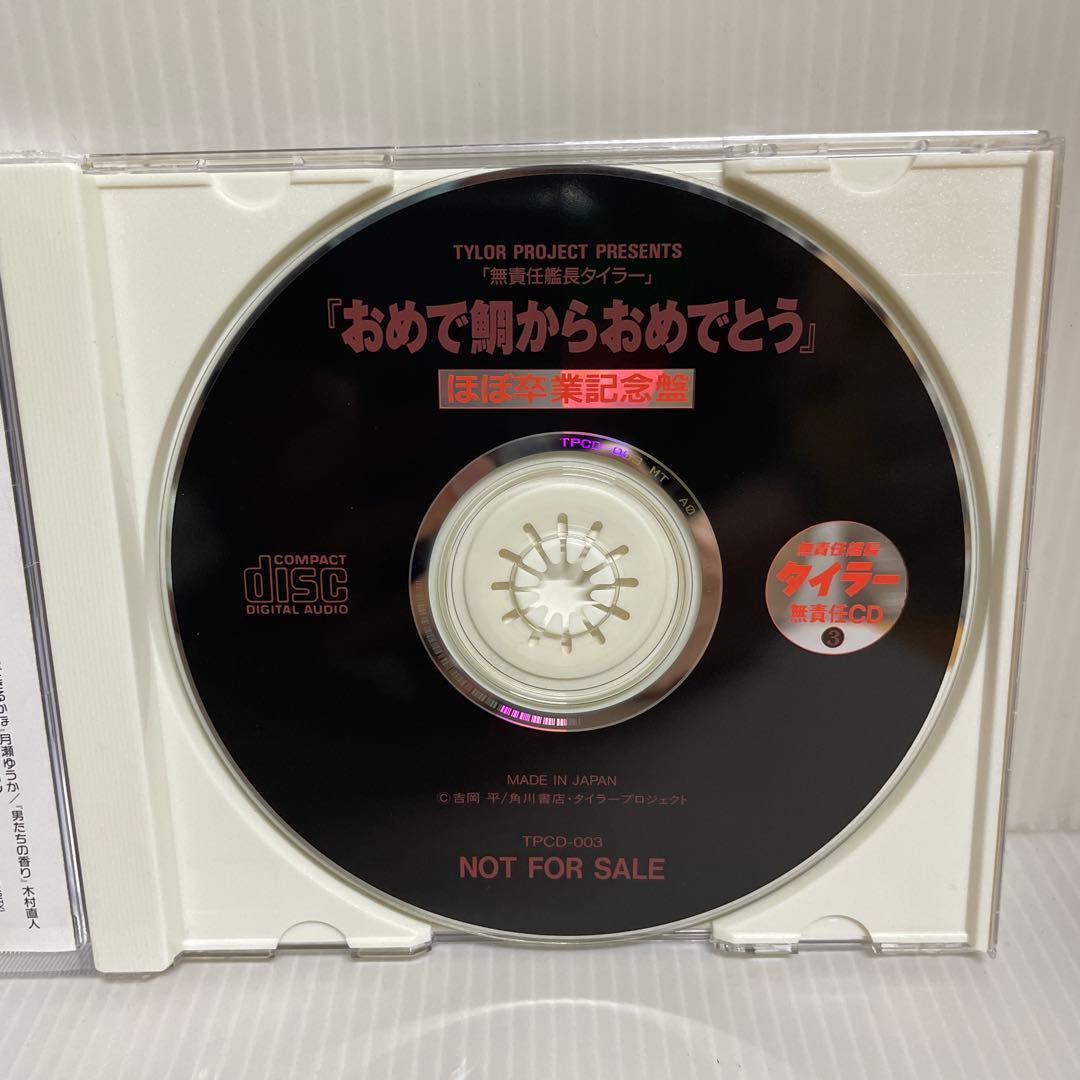 TYLOR PROJECT PRESENTS
「無責任艦長タイラー」
『おめで鯛からおめでとう』
ほぼ卒業記念盤
TPCD 003 MT A0
COMPACT
disc
DIGITAL AUDIO
無責任艦長
タイラー
無責任CD
3
MADE IN JAPAN
©吉岡 平/角川書店・タイラープロジェクト
TPCD-003
NOT FOR SALE
月瀬ゆうか/『男たちの香り』木村直人